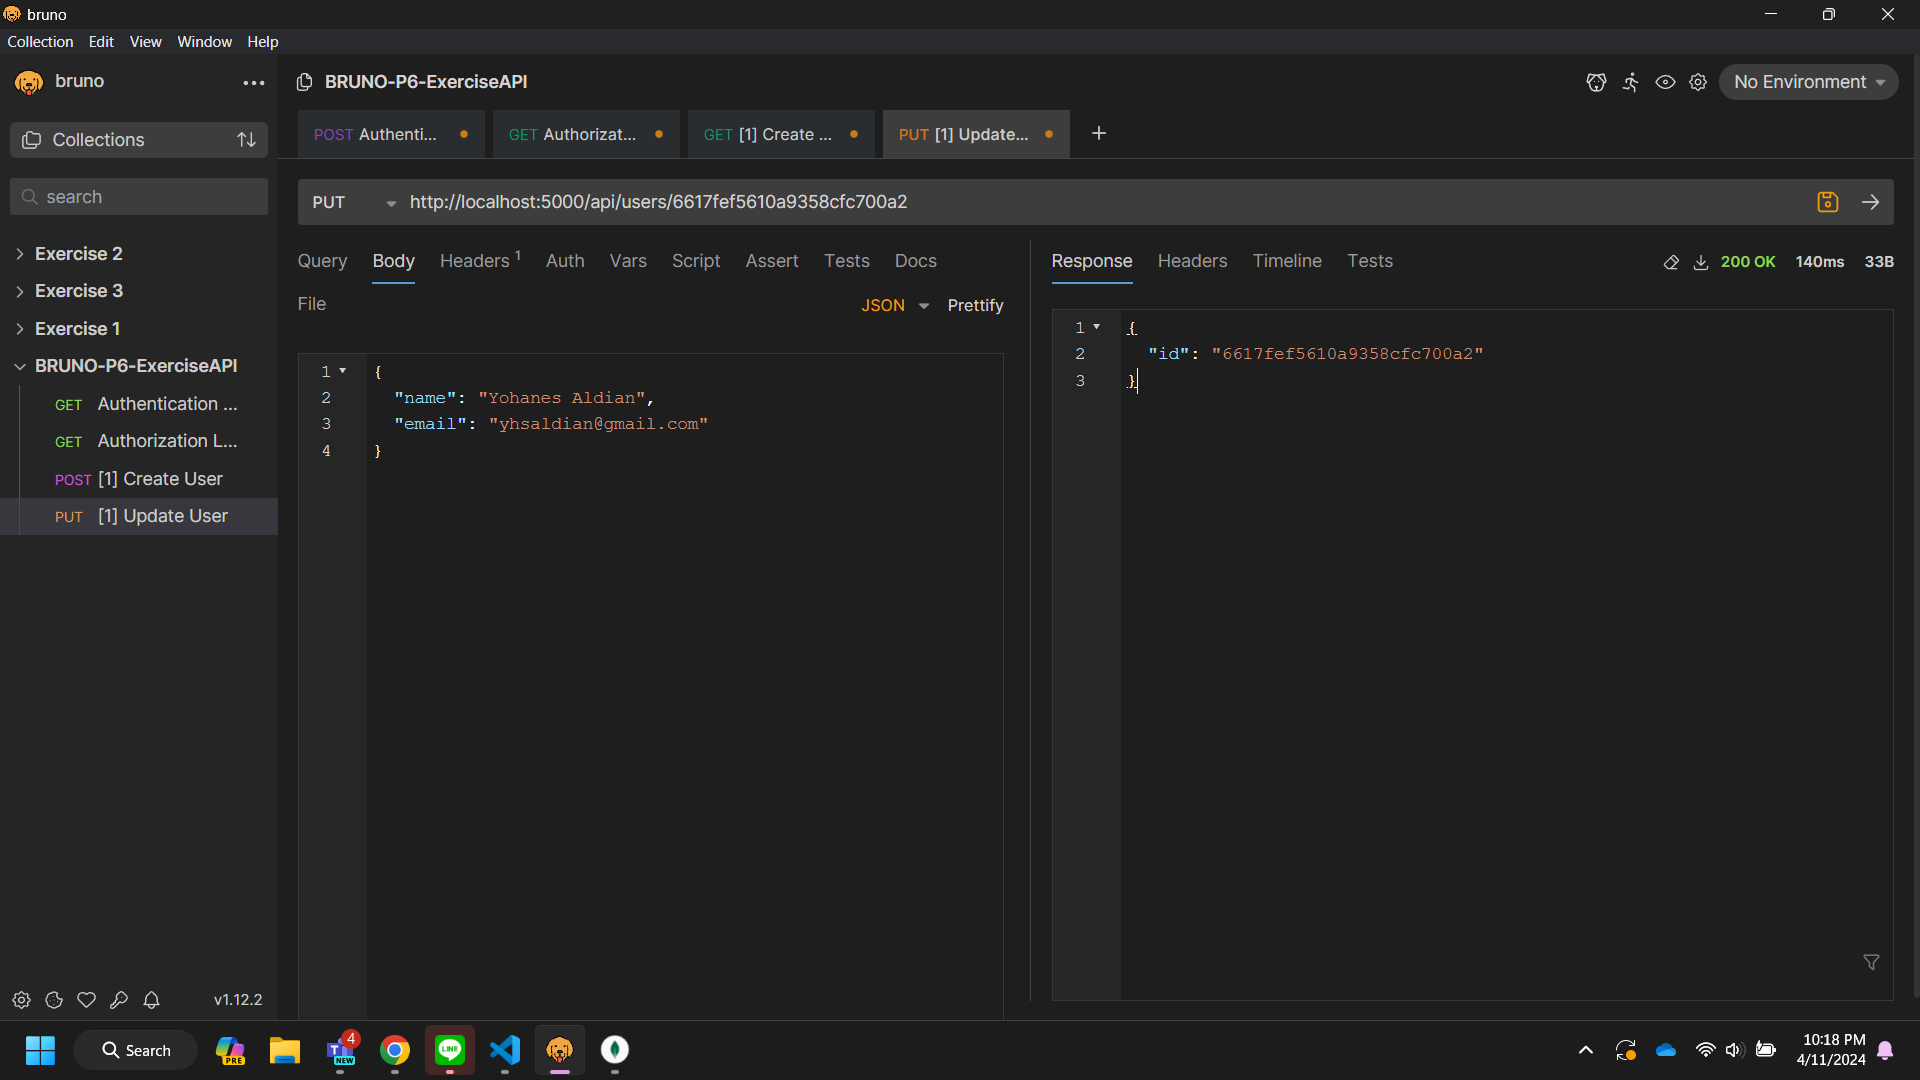 bruno
Collection Edit View Window Help
bruno
BRUNO-P6-ExerciseAPI
No Environment
Collections
POST Authenti...
GET Authorizat...
GET [1] Create ...
PUT [1] Update...
search
PUT http://localhost:5000/api/users/6617fef5610a9358cfc700a2
Exercise 2
Exercise 3
Exercise 1
BRUNO-P6-ExerciseAPI
GET Authentication ...
GET Authorization L...
POST [1] Create User
PUT [1] Update User
Query Body Headers 1 Auth Vars Script Assert Tests Docs
File
JSON Prettify
1 {
2 "name": "Yohanes Aldian",
3 "email": "yhsaldian@gmail.com"
4 }
Response Headers Timeline Tests
200 OK 140ms 33B
1 {
2 "id": "6617fef5610a9358cfc700a2"
3 }
v1.12.2
Search
PRE
4
NEW
LINE
10:18 PM
4/11/2024